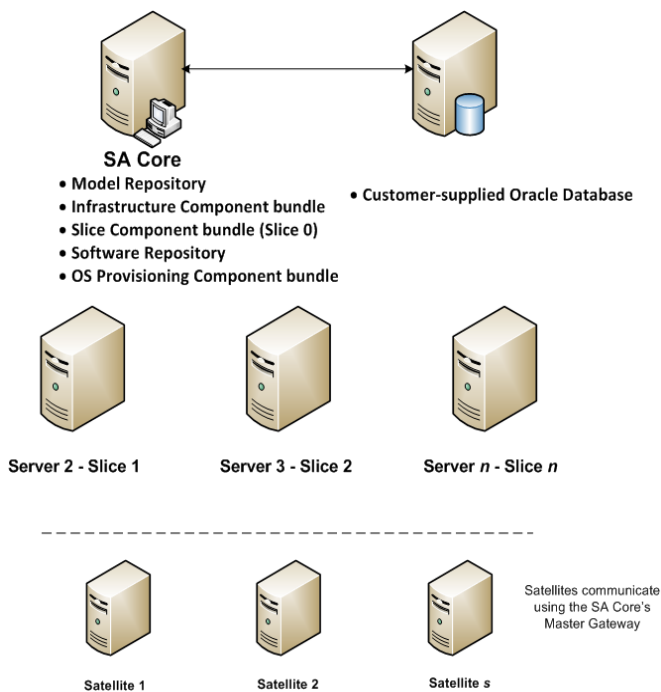 SA Core
• Model Repository
• Infrastructure Component bundle
• Slice Component bundle (Slice 0)
• Software Repository
• OS Provisioning Component bundle
• Customer-supplied Oracle Database
Server 2 - Slice 1
Server 3 - Slice 2
Server n - Slice n
Satellites communicate
using the SA Core's
Master Gateway
Satellite 1
Satellite 2
Satellite s